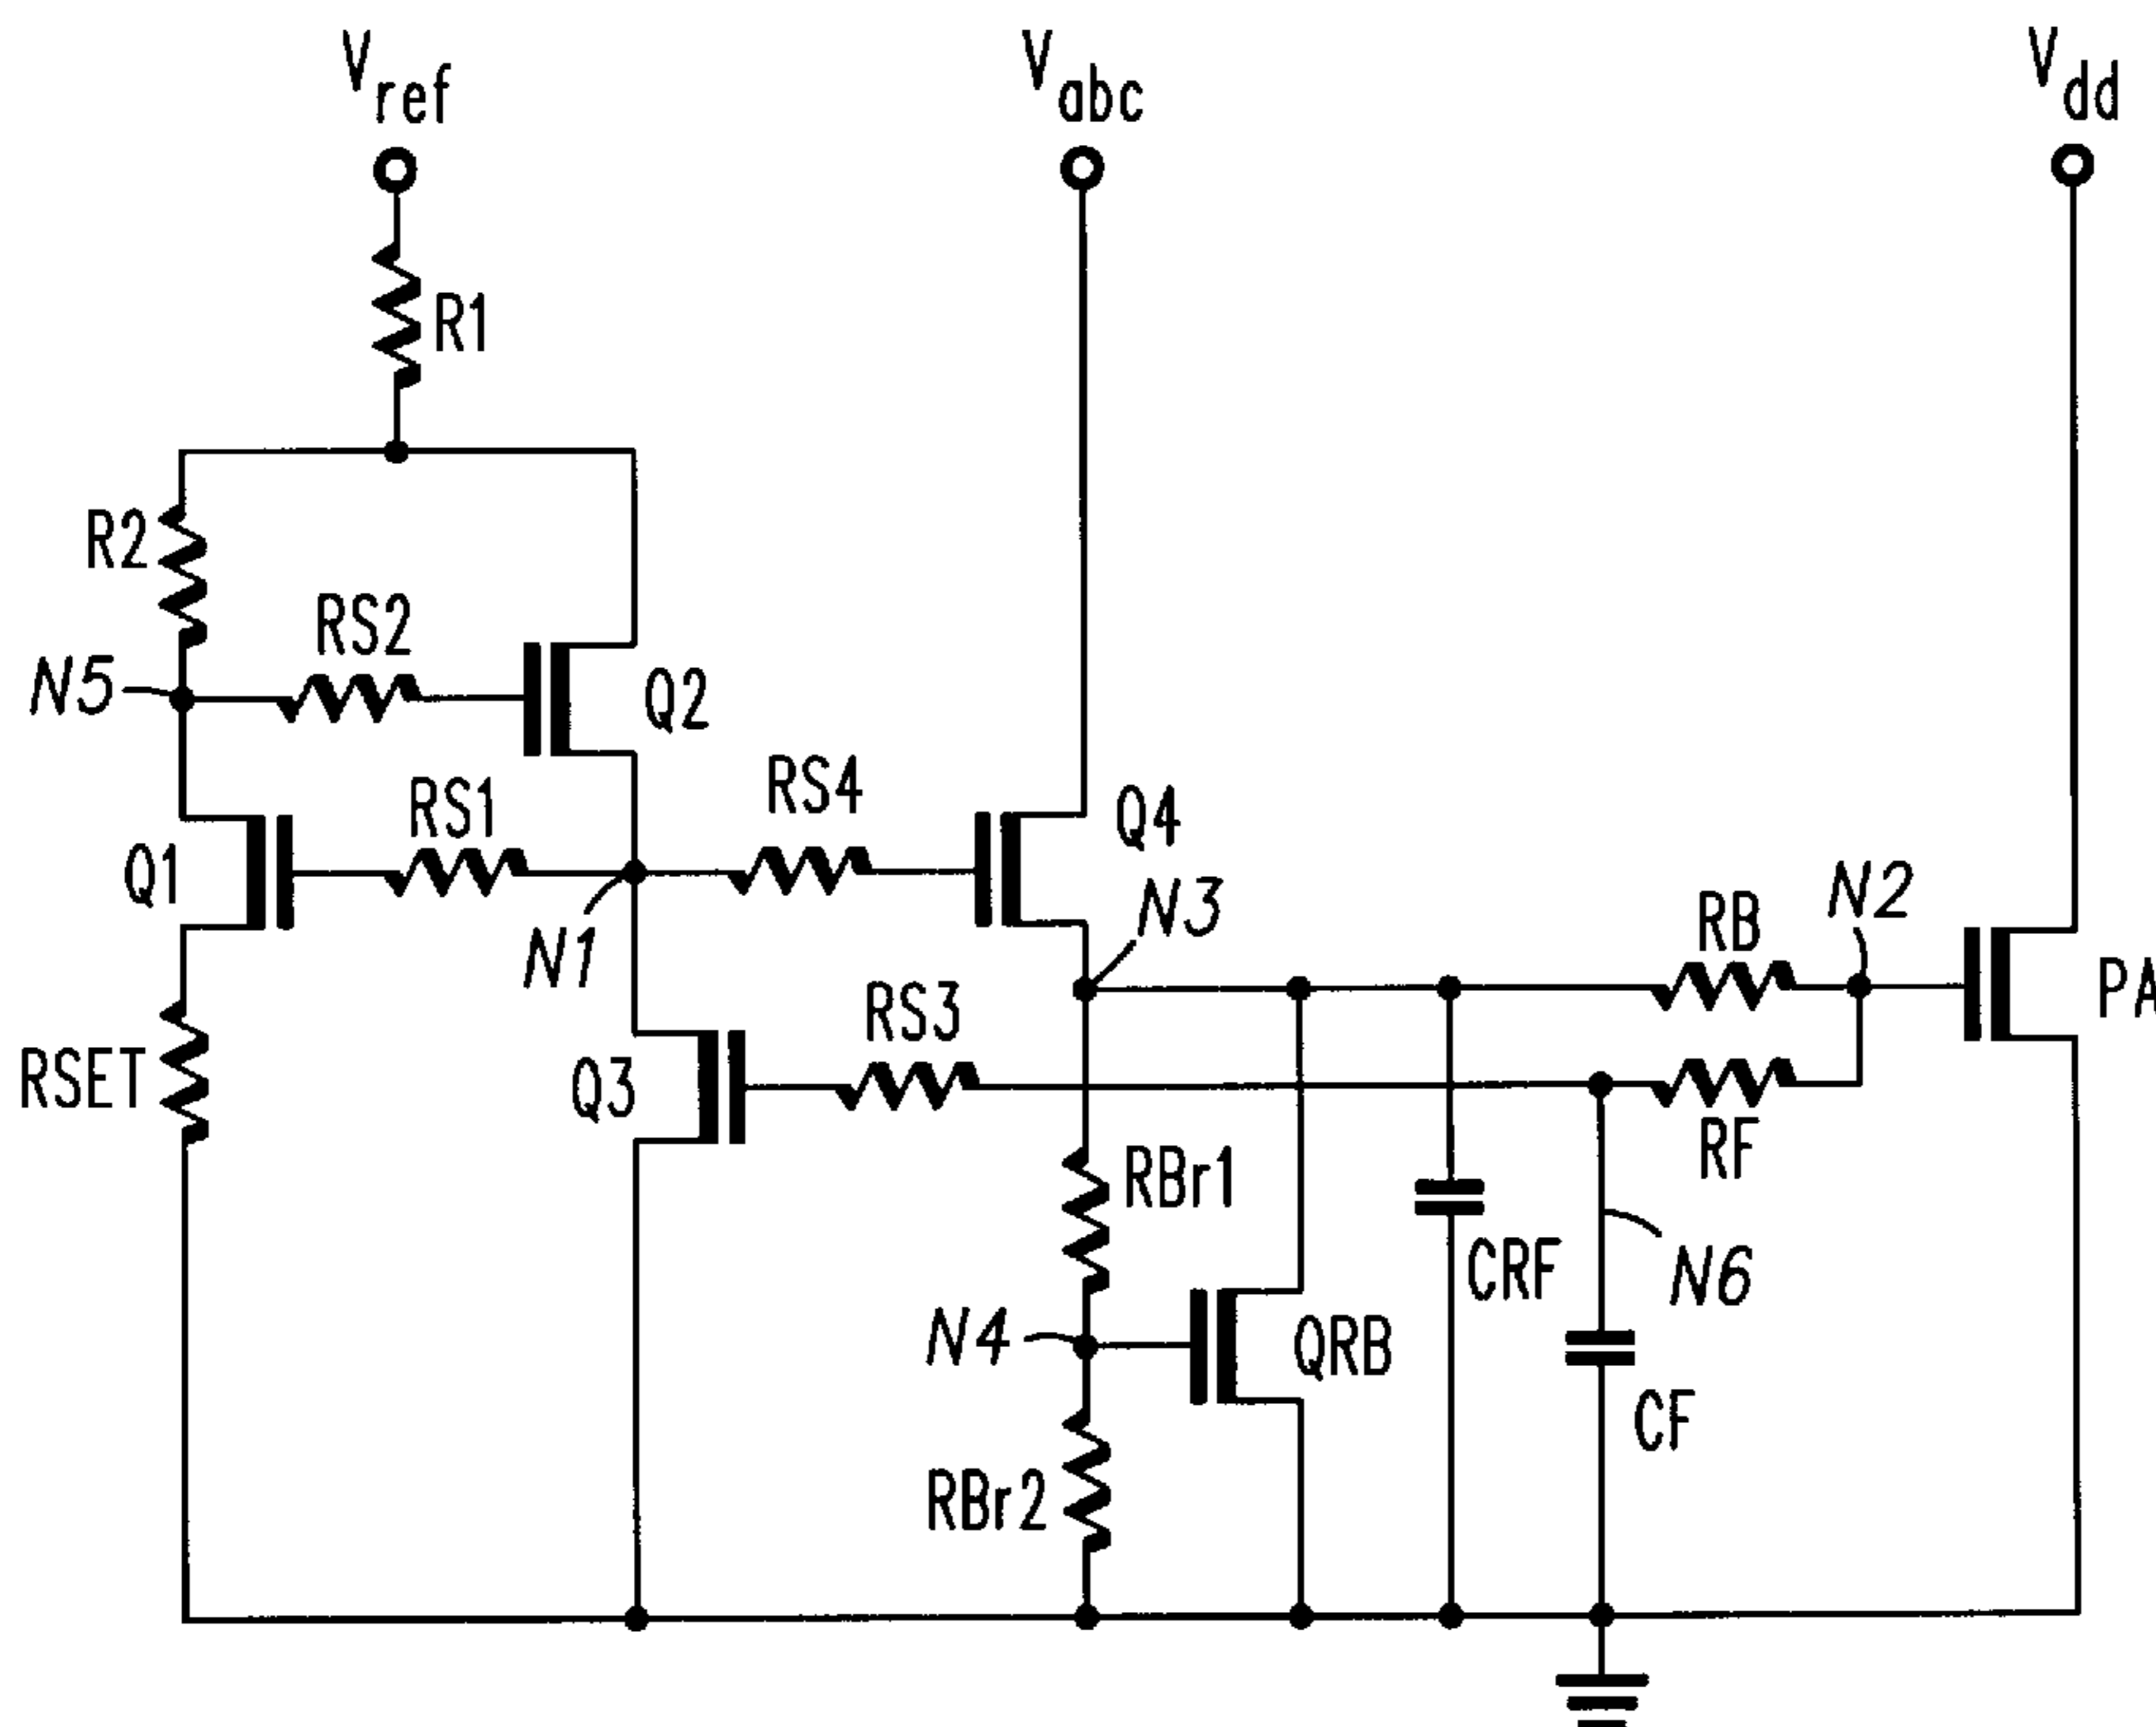 Vref
Vabc
Vdd
R1
R2
RS2
N5
Q2
RS4
RS1
Q4
Q1
N3
N2
RB
N1
PA
RS3
RSET
Q3
RF
RBr1
CRF
N6
N4
QRB
CF
RBr2